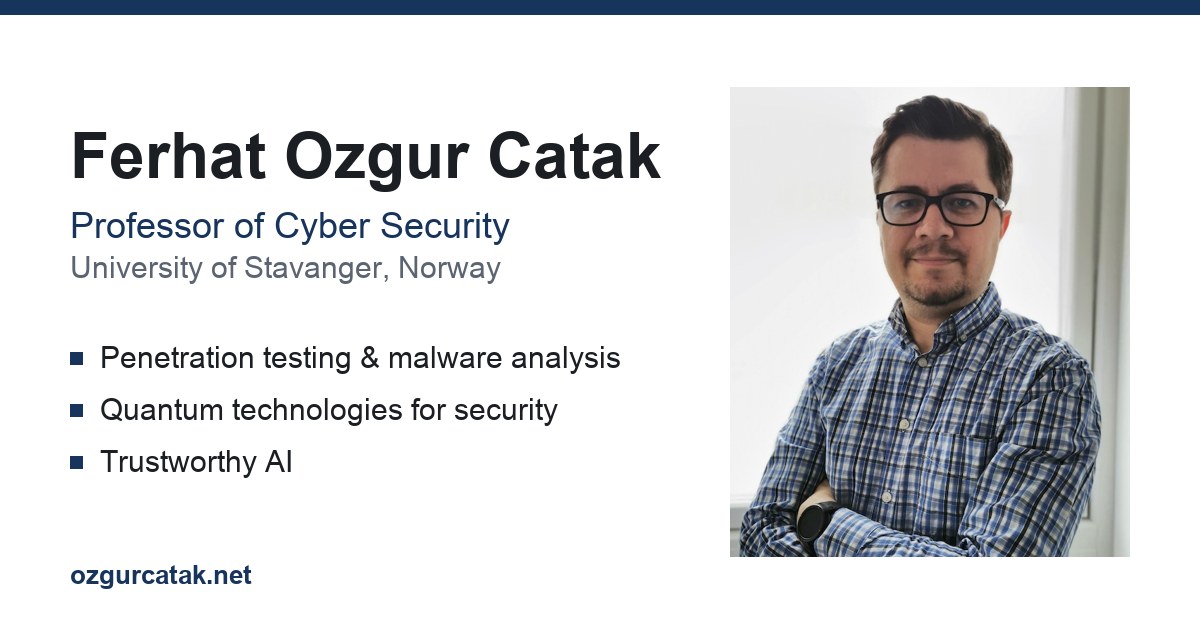 Ferhat Ozgur Catak
Professor of Cyber Security
University of Stavanger, Norway
Penetration testing & malware analysis
Quantum technologies for security
Trustworthy AI
ozgurcatak.net